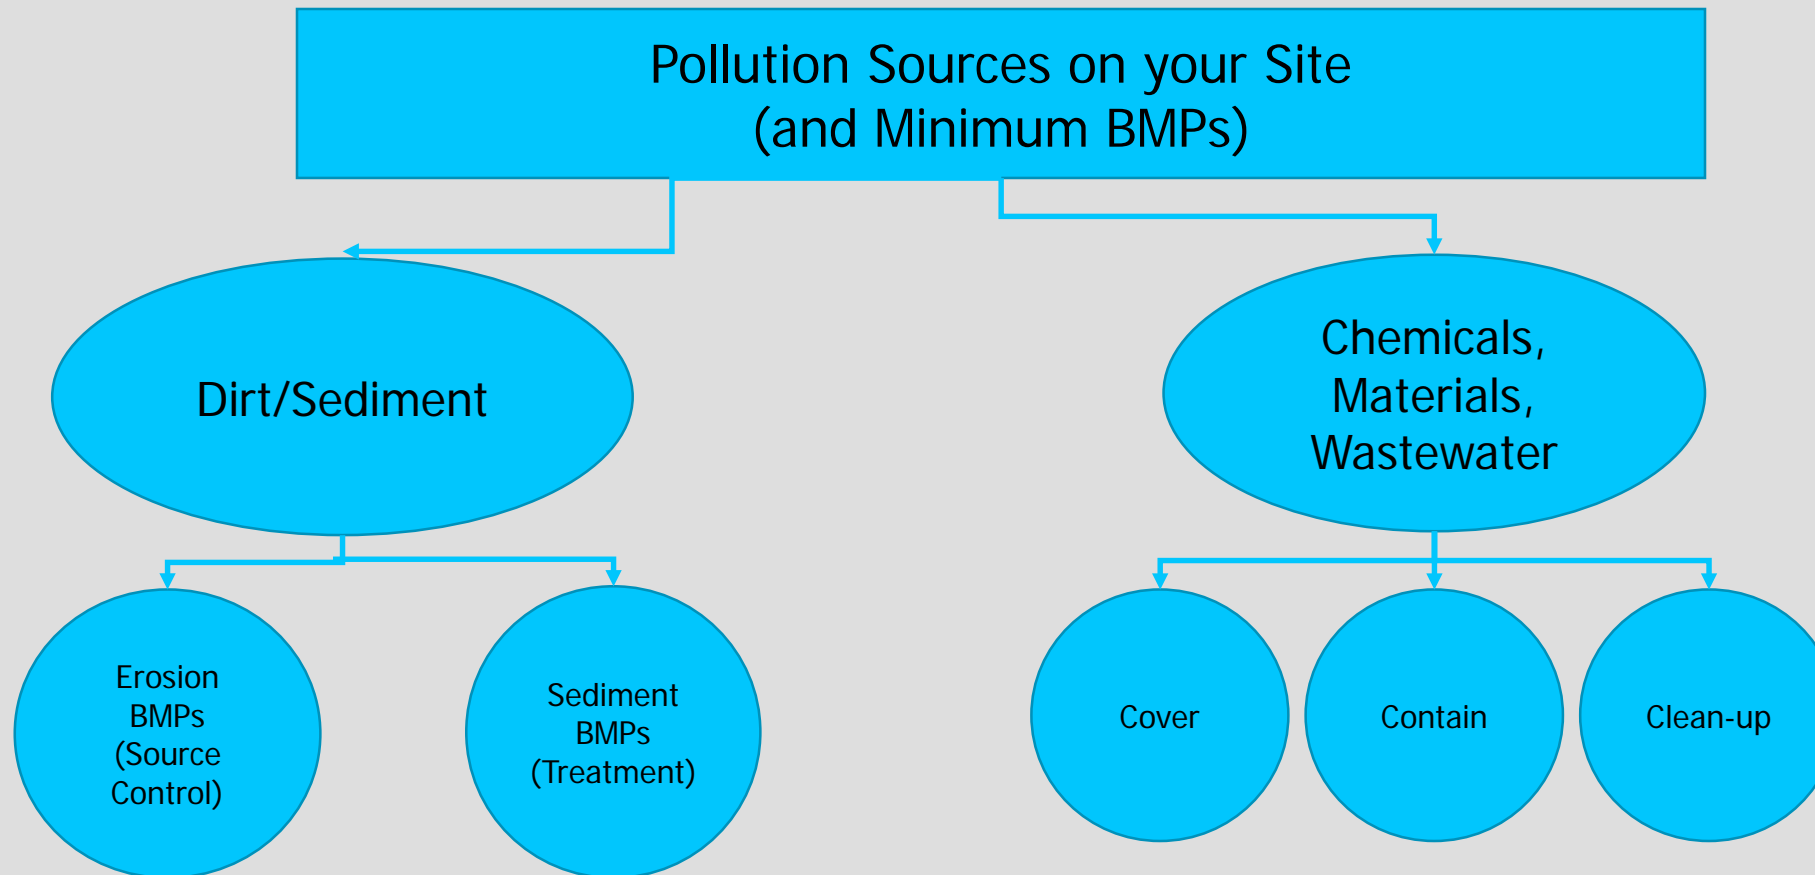 Pollution Sources on your Site
(and Minimum BMPs)
Dirt/Sediment
Chemicals,
Materials,
Wastewater
Erosion
BMPs
(Source
Control)
Sediment
BMPs
(Treatment)
Cover
Contain
Clean-up